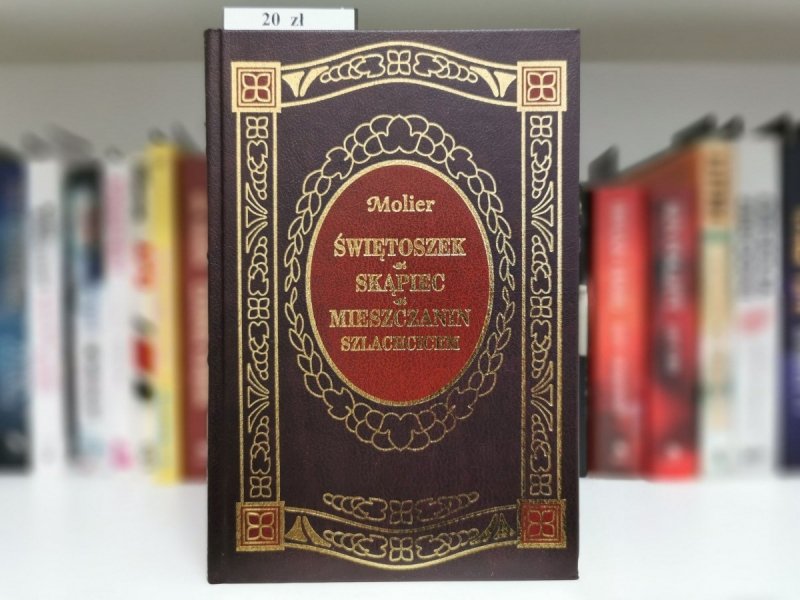 20 zł
Molier
ŚWIĘTOSZEK
SKĄPIEC
MIESZCZANIN
SZLACHCICEM